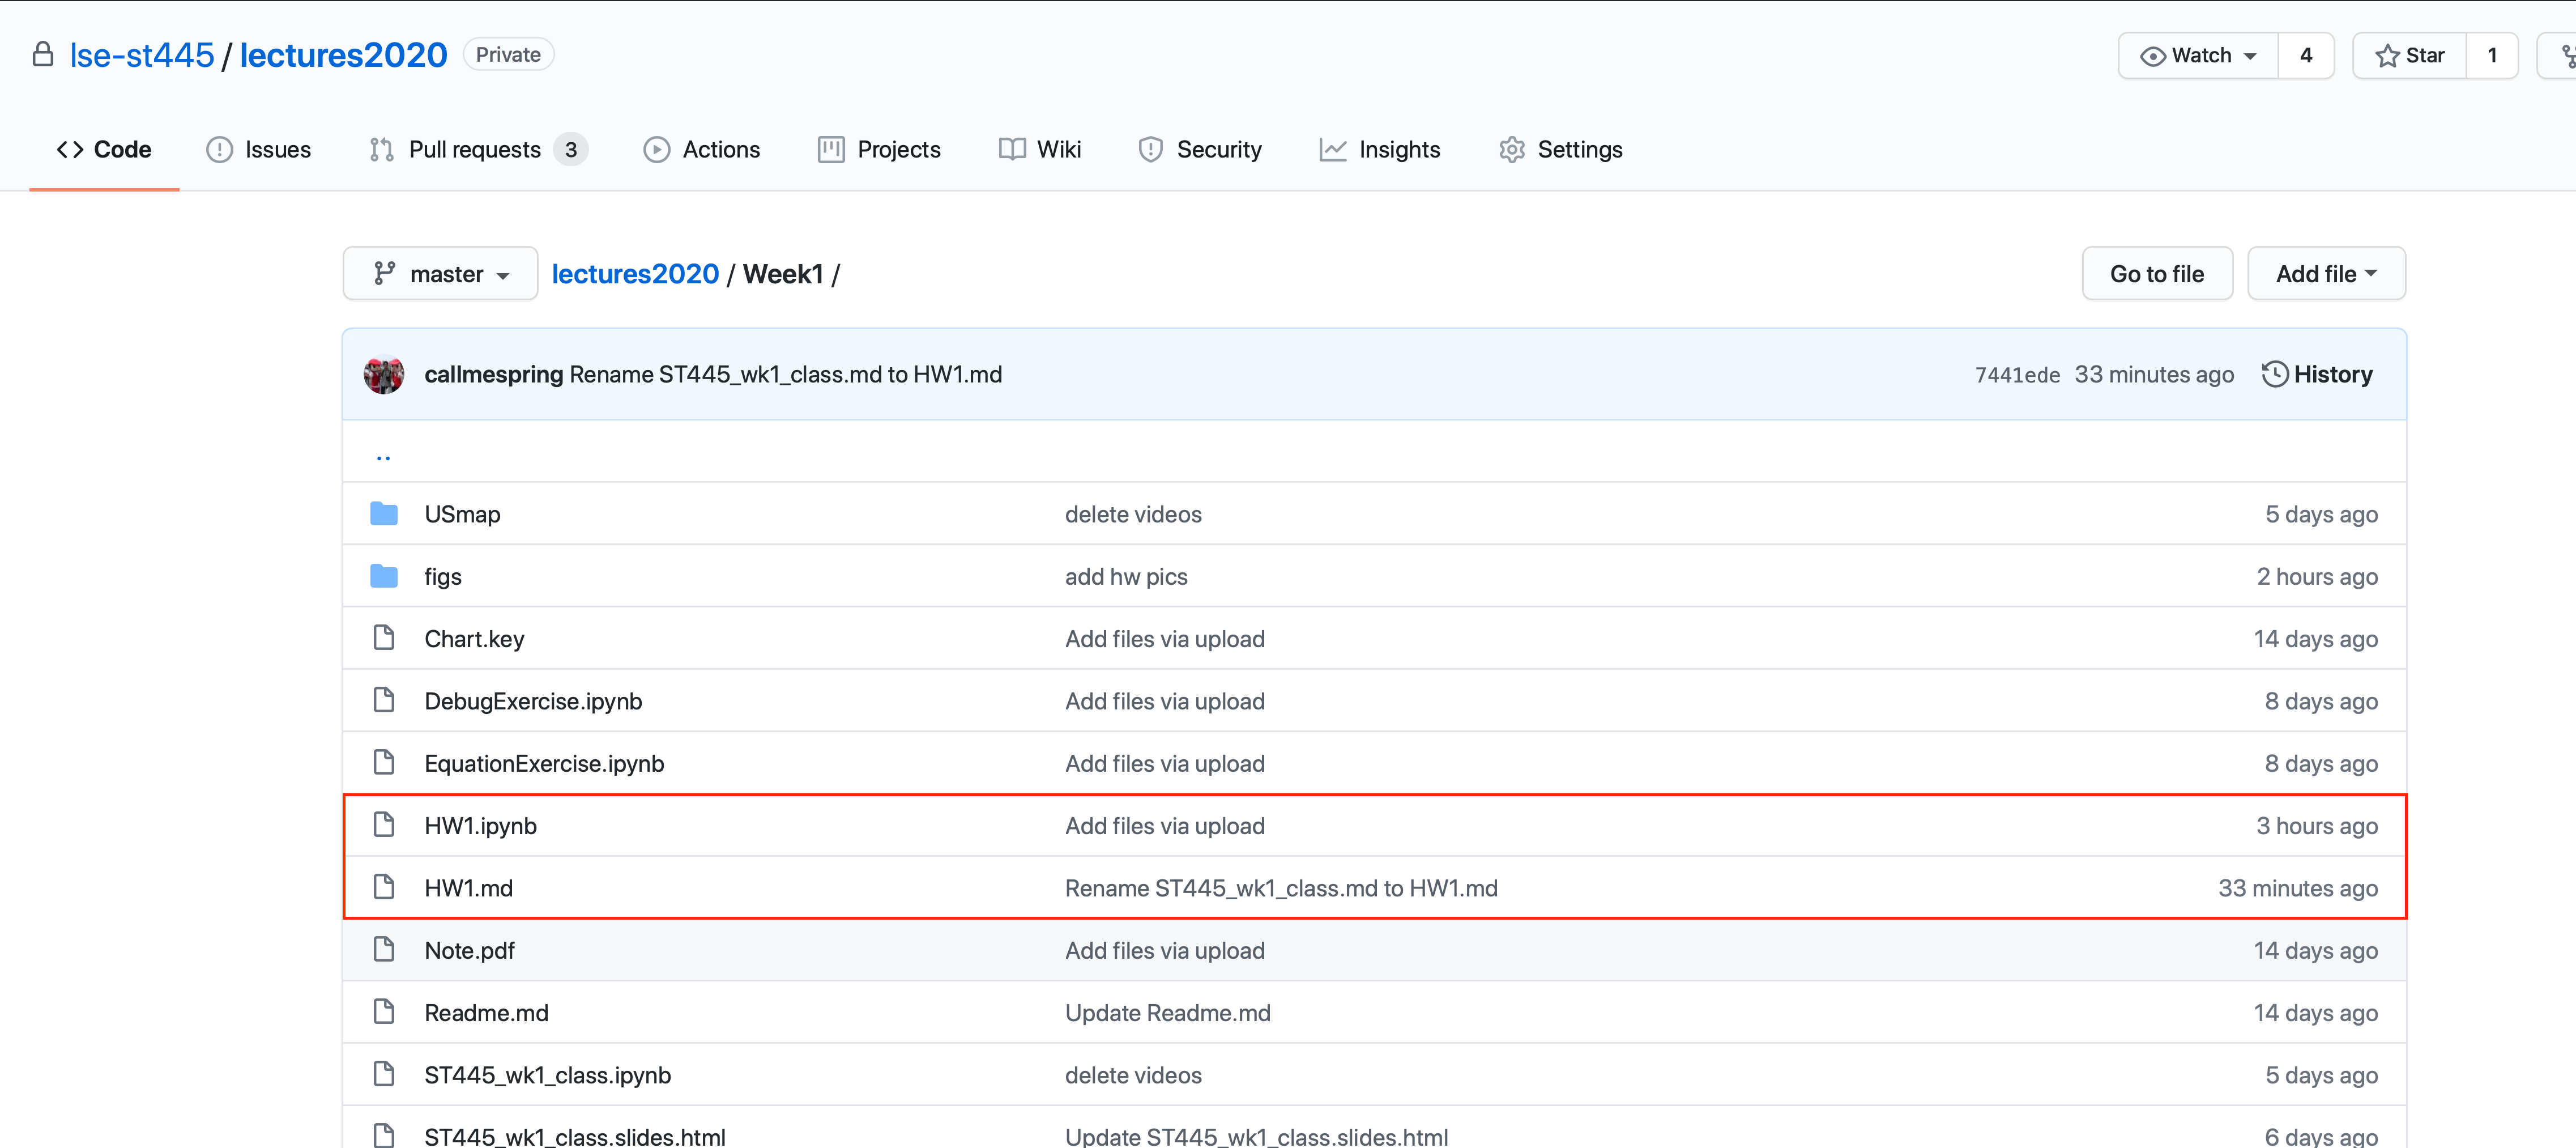 lse-st445 / lectures2020 Private Watch 4 Star 1
Code Issues Pull requests 3 Actions Projects Wiki Security Insights Settings
master lectures2020 / Week1 / Go to file Add file
callmespring Rename ST445_wk1_class.md to HW1.md 7441ede 33 minutes ago History
..
USmap delete videos 5 days ago
figs add hw pics 2 hours ago
Chart.key Add files via upload 14 days ago
DebugExercise.ipynb Add files via upload 8 days ago
EquationExercise.ipynb Add files via upload 8 days ago
HW1.ipynb Add files via upload 3 hours ago
HW1.md Rename ST445_wk1_class.md to HW1.md 33 minutes ago
Note.pdf Add files via upload 14 days ago
Readme.md Update Readme.md 14 days ago
ST445_wk1_class.ipynb delete videos 5 days ago
ST445_wk1_class.slides.html Update ST445_wk1_class.slides.html 6 days ago